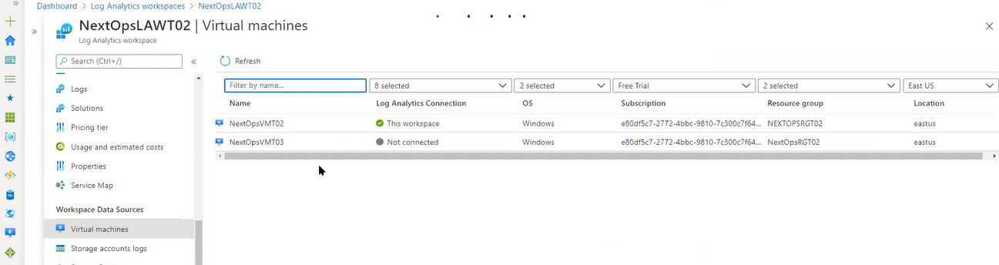 Dashboard > Log Analytics workspaces > NextOpsLAWT02
NextOpsLAWT02 | Virtual machines
Log Analytics workspace
Search (Ctrl+/)
Refresh
Filter by name... 8 selected 2 selected Free Trial 2 selected East US
Name Log Analytics Connection OS Subscription Resource group Location
NextOpsVMT02 This workspace Windows e80df5c7-2772-4bbc-9810-7c300c7f64... NEXTOPSRGT02 eastus
NextOpsVMT03 Not connected Windows e80df5c7-2772-4bbc-9810-7c300c7f64... NextOpsRGT02 eastus
Logs
Solutions
Pricing tier
Usage and estimated costs
Properties
Service Map
Workspace Data Sources
Virtual machines
Storage accounts logs